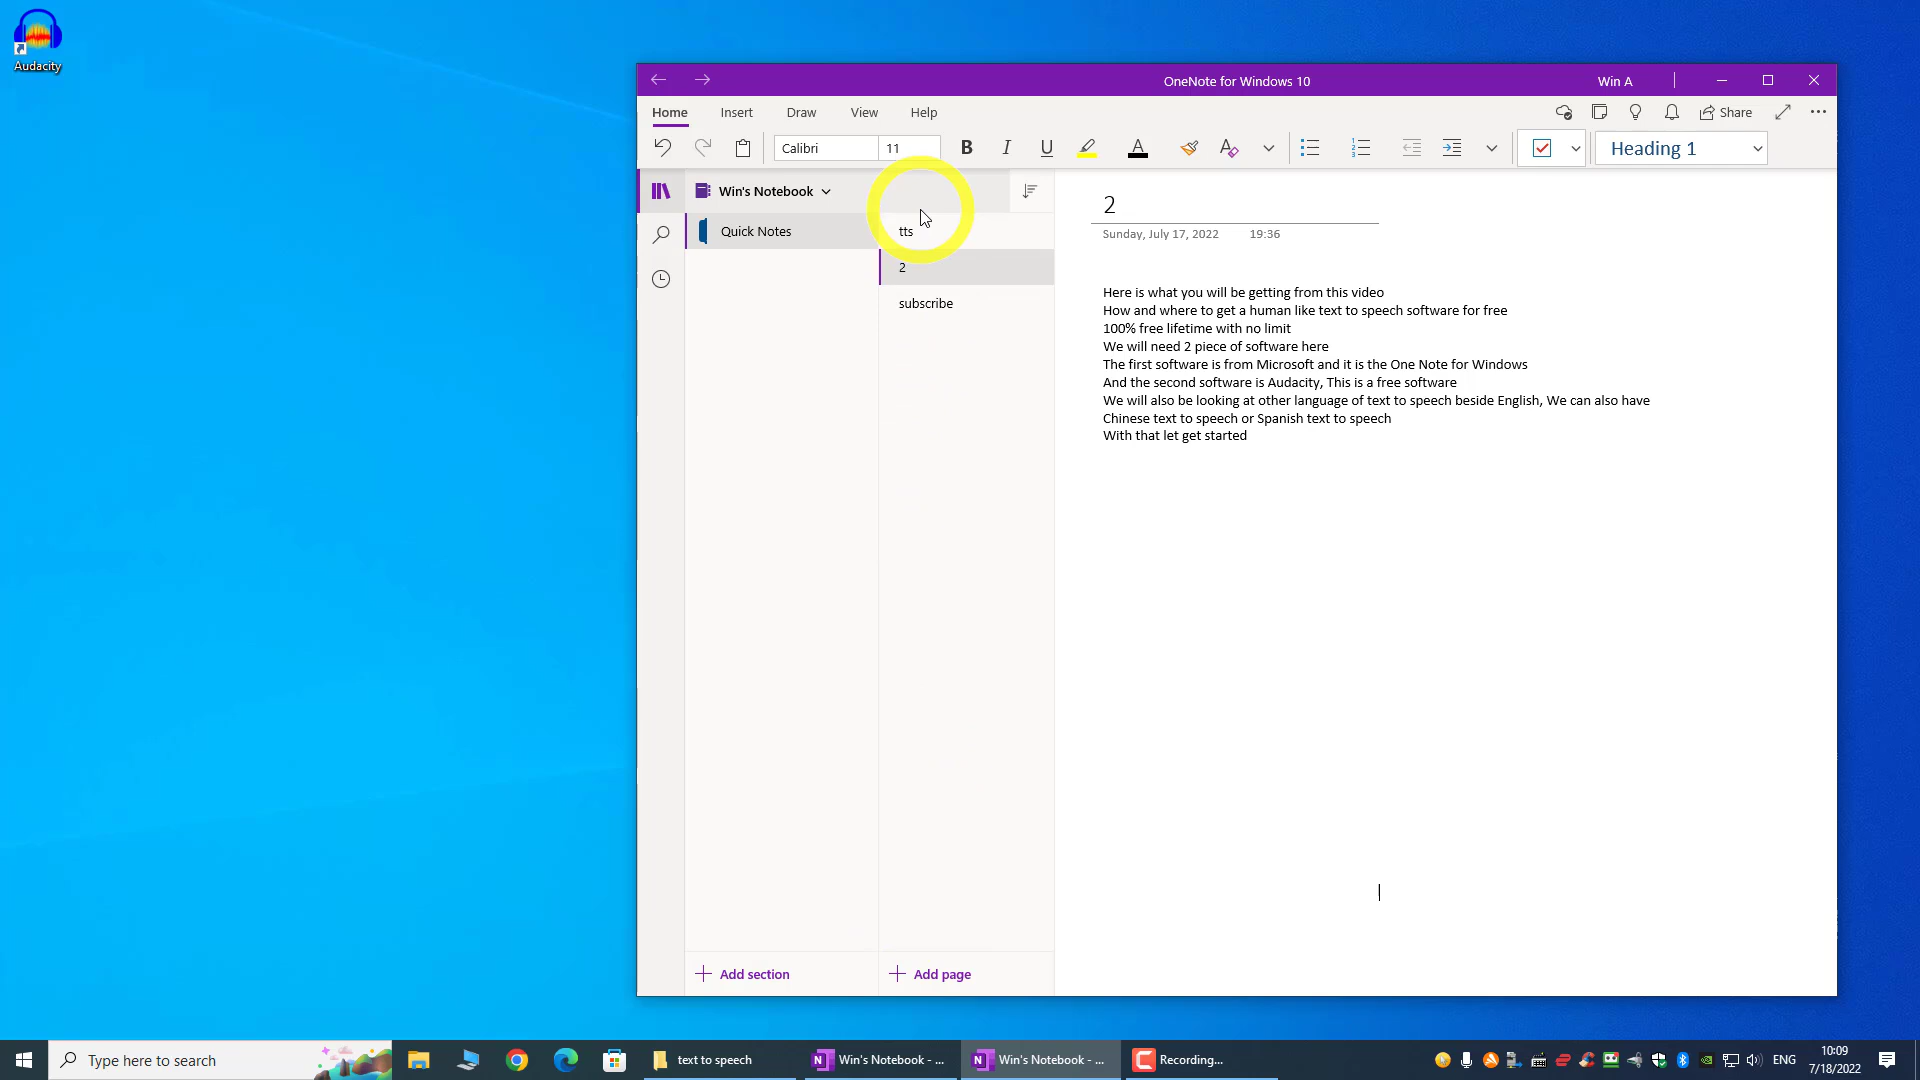 Audacity
OneNote for Windows 10
Win A
Home Insert Draw View Help
Share
Calibri 11 B I U A A Heading 1
Win's Notebook
Quick Notes
tts
2
subscribe
2
Sunday, July 17, 2022 19:36
Here is what you will be getting from this video
How and where to get a human like text to speech software for free
100% free lifetime with no limit
We will need 2 piece of software here
The first software is from Microsoft and it is the One Note for Windows
And the second software is Audacity, This is a free software
We will also be looking at other language of text to speech beside English, We can also have
Chinese text to speech or Spanish text to speech
With that let get started
Add section
Add page
Type here to search
text to speech
N Win's Notebook - ...
N Win's Notebook - ...
Recording...
ENG
10:09
7/18/2022